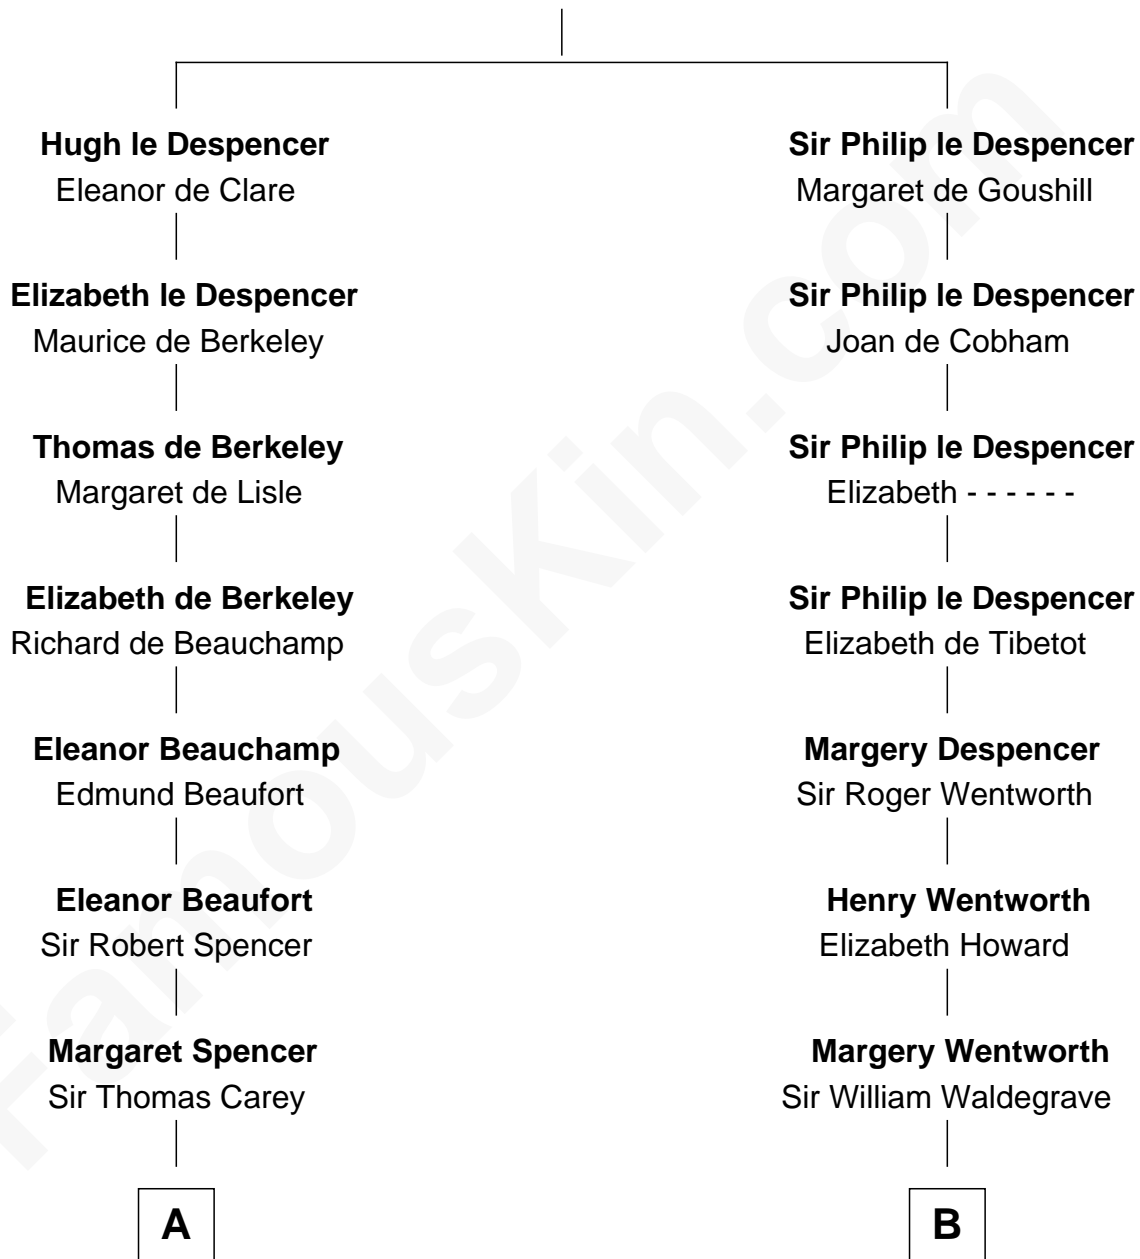 Hugh le Despencer
Eleanor de Clare
Elizabeth le Despencer
Maurice de Berkeley
Thomas de Berkeley
Margaret de Lisle
Elizabeth de Berkeley
Richard de Beauchamp
Eleanor Beauchamp
Edmund Beaufort
Eleanor Beaufort
Sir Robert Spencer
Margaret Spencer
Sir Thomas Carey
A
Sir Philip le Despencer
Margaret de Goushill
Sir Philip le Despencer
Joan de Cobham
Sir Philip le Despencer
Elizabeth - - - - - -
Sir Philip le Despencer
Elizabeth de Tibetot
Margery Despencer
Sir Roger Wentworth
Henry Wentworth
Elizabeth Howard
Margery Wentworth
Sir William Waldegrave
B
FamousKin.com